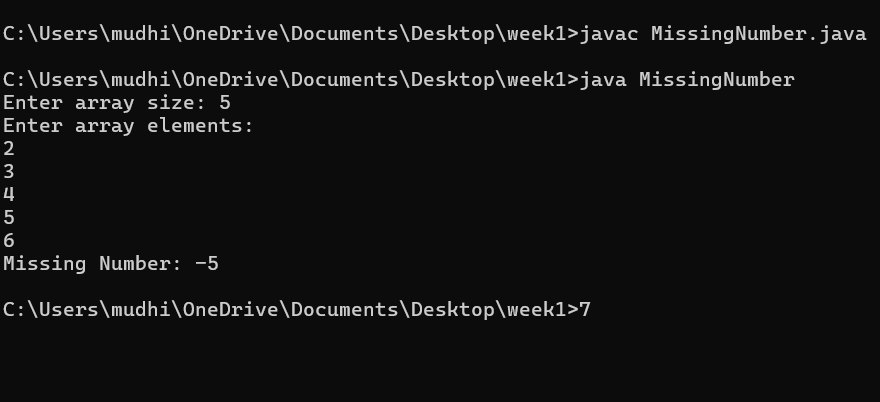 C:\Users\mudhi\OneDrive\Documents\Desktop\week1>javac MissingNumber.java
C:\Users\mudhi\OneDrive\Documents\Desktop\week1>java MissingNumber
Enter array size: 5
Enter array elements:
2
3
4
5
6
Missing Number: -5
C:\Users\mudhi\OneDrive\Documents\Desktop\week1>7